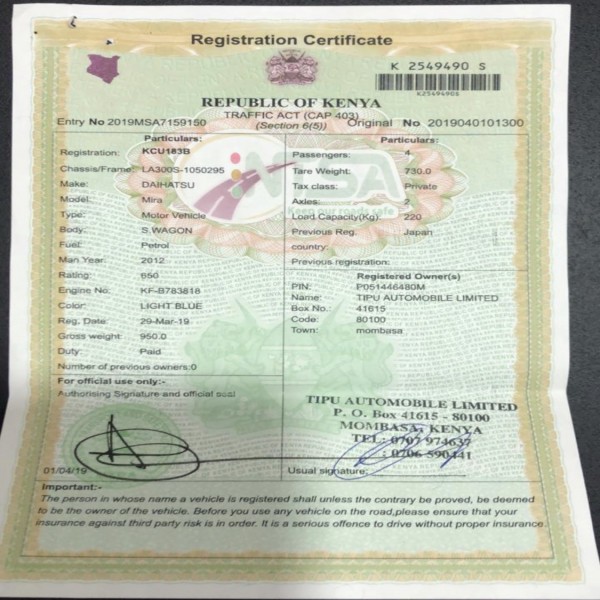 Registration Certificate
K 2549490 S
K2549490S
REPUBLIC OF KENYA
TRAFFIC ACT (CAP 403)
Entry No 2019MSA7159150 (Section 6(5)) Original No 2019040101300
Particulars: Particulars:
Registration: KCU183B Passengers: 4
Chassis/Frame: LA300S-1050295 Tare Weight: 730.0
Make: DAIHATSU Tax class: Private
Model: Mira Axles: 2
Type: Motor Vehicle Load Capacity(Kg): 220
Body: S.WAGON Previous Reg. Japan
Fuel: Petrol country:
Man Year: 2012 Previous registration:
Rating: 650 Registered Owner(s)
Engine No: KF-B783818 PIN: P051446480M
Color: LIGHT BLUE Name: TIPU AUTOMOBILE LIMITED
Reg. Date: 29-Mar-19 Box No.: 41615
Gross weight: 950.0 Code: 80100
Duty: Paid Town: mombasa
Number of previous owners:0
For official use only:-
Authorising Signature and official seal
TIPU AUTOMOBILE LIMITED
P. O. Box 41615 - 80100
MOMBASA, KENYA
TEL: 0707 974637
: 0706 590441
01/04/19 Usual signature:
Important:-
The person in whose name a vehicle is registered shall unless the contrary be proved, be deemed
to be the owner of the vehicle. Before you use any vehicle on the road,please ensure that your
insurance against third party risk is in order. It is a serious offence to drive without proper insurance.
NTSA
Keep our roads safe